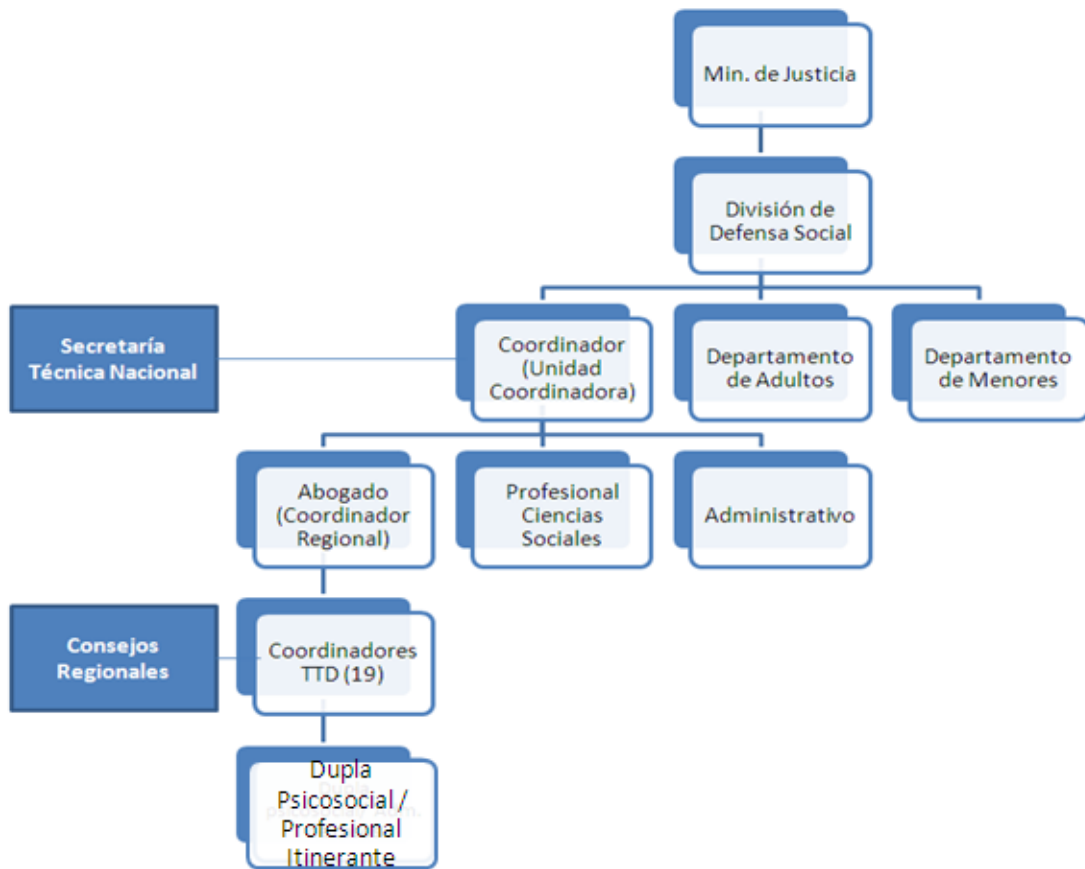 Min. de Justicia
División de
Defensa Social
Secretaría
Técnica Nacional
Coordinador
(Unidad
Coordinadora)
Departamento
de Adultos
Departamento
de Menores
Abogado
(Coordinador
Regional)
Profesional
Ciencias
Sociales
Administrativo
Consejos
Regionales
Coordinadores
TTD (19)
Dupla
Psicosocial /
Profesional
Itinerante